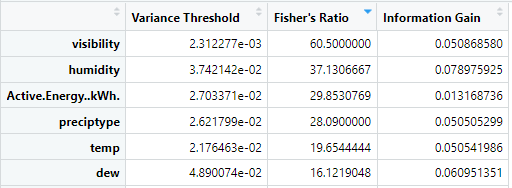 Variance Threshold Fisher's Ratio Information Gain
visibility 2.312277e-03 60.5000000 0.050868580
humidity 3.742142e-02 37.1306667 0.078975925
Active.Energy..kWh. 2.703371e-02 29.8530769 0.013168736
preciptype 2.621799e-02 28.0900000 0.050505299
temp 2.176463e-02 19.6544444 0.050541986
dew 4.890074e-02 16.1219048 0.060951351